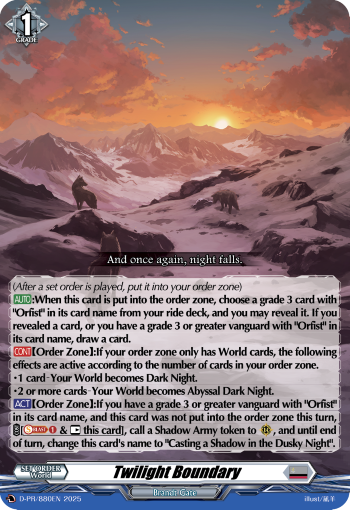 1
GRADE
And once again, night falls.
(After a set order is played, put it into your order zone)
AUTO:When this card is put into the order zone, choose a grade 3 card with
"Orfist" in its card name from your ride deck, and you may reveal it. If you
revealed a card, or you have a grade 3 or greater vanguard with "Orfist" in
its card name, draw a card.
CONT[Order Zone]:If your order zone only has World cards, the following
effects are active according to the number of cards in your order zone.
•1 card-Your World becomes Dark Night.
•2 or more cards-Your World becomes Abyssal Dark Night.
ACT[Order Zone]:If you have a grade 3 or greater vanguard with "Orfist"
in its card name, and this card was not put into the order zone this turn,
[ & this card], call a Shadow Army token to , and until end
of turn, change this card's name to "Casting a Shadow in the Dusky Night".
SET ORDER
World
Twilight Boundary
Brandt Gate
D-PR/880EN 2025